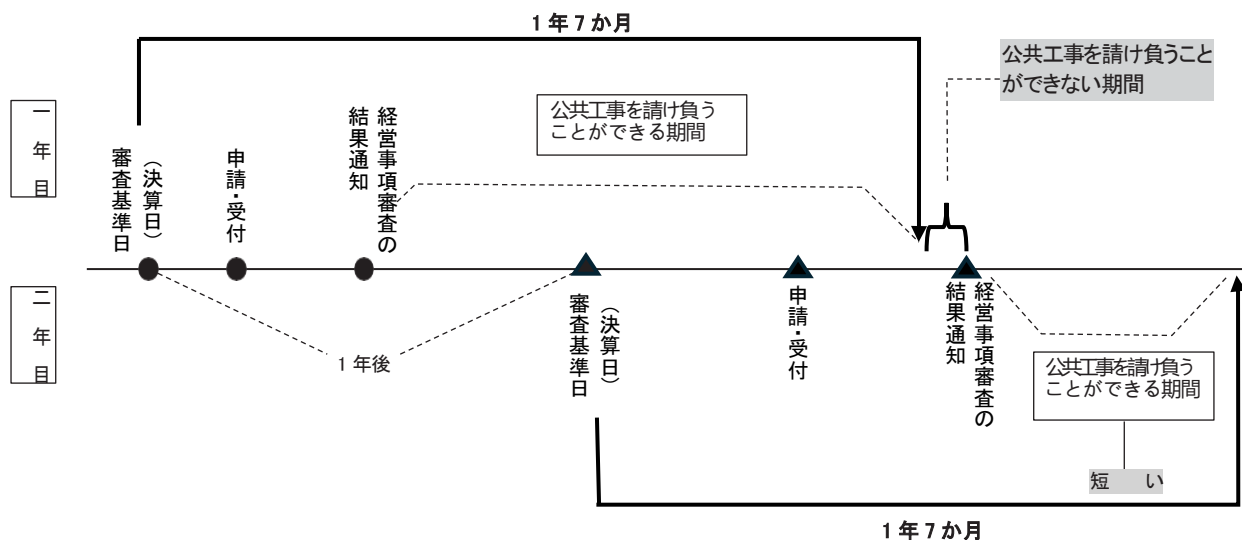 1年7か月
公共工事を請け負うこと
ができない期間
一年目
公共工事を請け負う
ことができる期間
審査基準日
（決算日）
申請・受付
経営事項審査の
結果通知
二年目
1年後
（決算日）
審査基準日
申請・受付
経営事項審査の
結果通知
公共工事を請け負う
ことができる期間
短　い
1年7か月